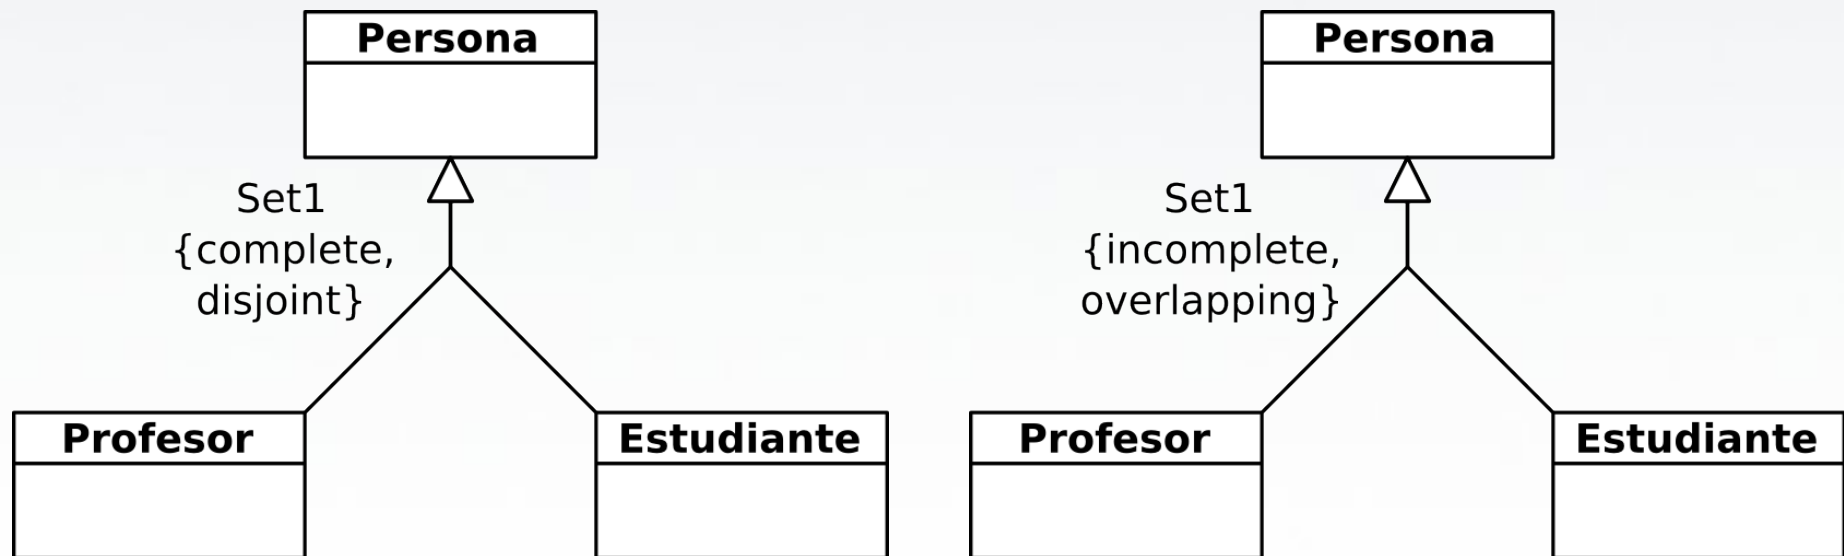 Persona
Set1
{complete,
disjoint}
Profesor
Estudiante
Persona
Set1
{incomplete,
overlapping}
Profesor
Estudiante